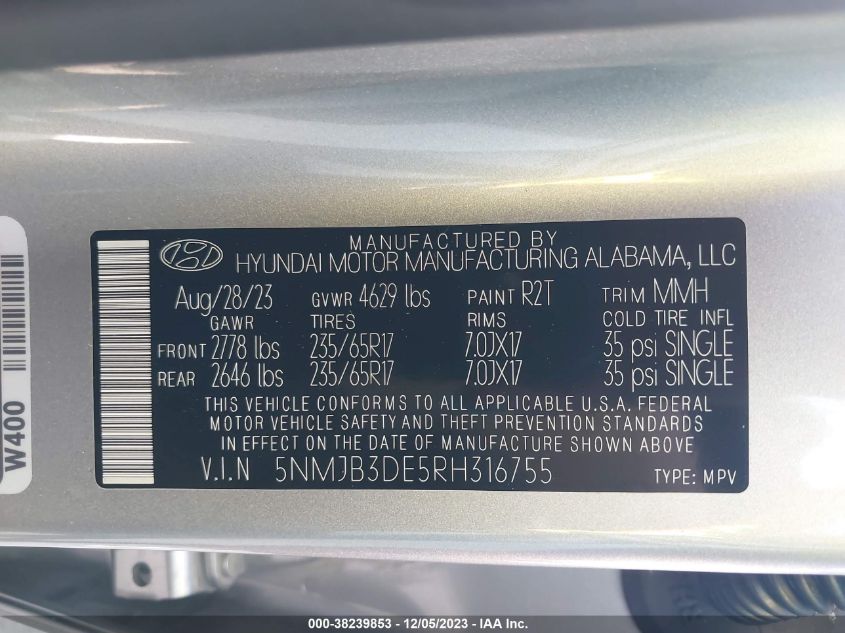 MANUFACTURED BY
HYUNDAI MOTOR MANUFACTURING ALABAMA, LLC
Aug/28/23 GVWR 4629 lbs PAINT R2T TRIM MMH
GAWR TIRES RIMS COLD TIRE INFL
FRONT 2778 lbs 235/65R17 7.0JX17 35 psi SINGLE
REAR 2646 lbs 235/65R17 7.0JX17 35 psi SINGLE
THIS VEHICLE CONFORMS TO ALL APPLICABLE U.S.A. FEDERAL
MOTOR VEHICLE SAFETY AND THEFT PREVENTION STANDARDS
IN EFFECT ON THE DATE OF MANUFACTURE SHOWN ABOVE
V.I.N 5NMJB3DE5RH316755 TYPE: MPV
W400
000-38239853 - 12/05/2023 - IAA Inc.